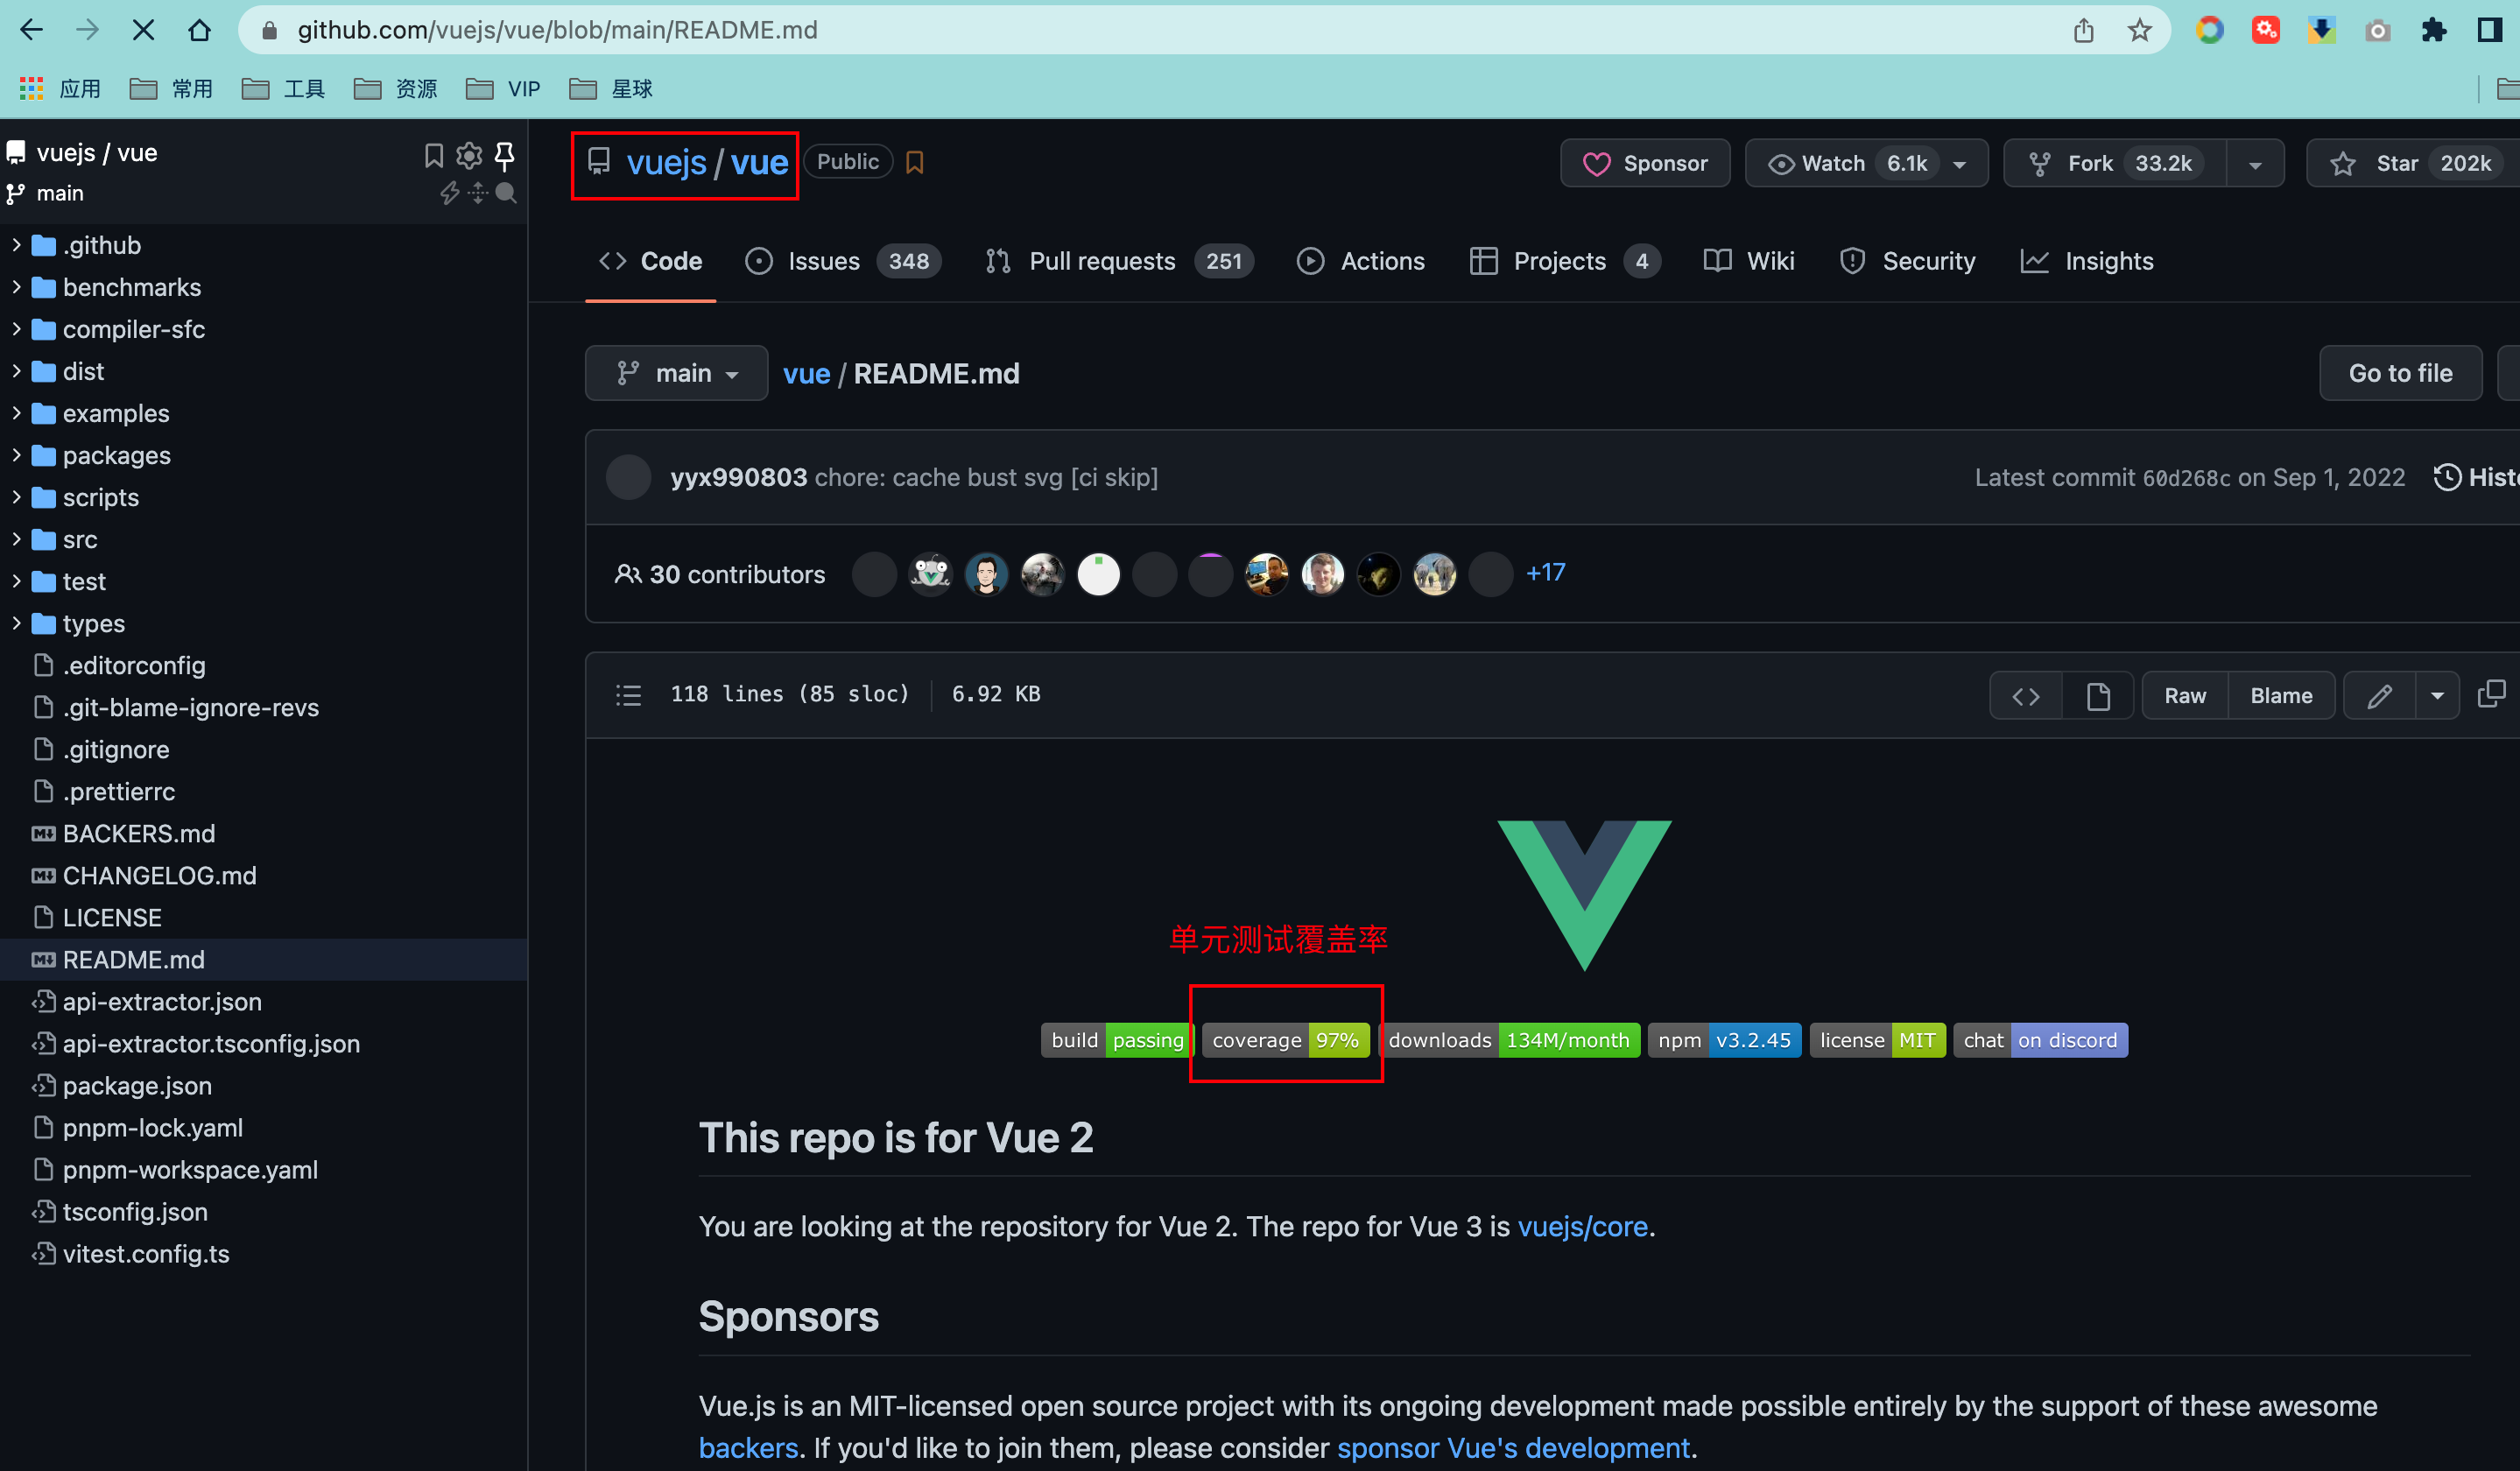 github.com/vuejs/vue/blob/main/README.md
应用 常用 工具 资源 VIP 星球
vuejs / vue
main
.github
benchmarks
compiler-sfc
dist
examples
packages
scripts
src
test
types
.editorconfig
.git-blame-ignore-revs
.gitignore
.prettierrc
BACKERS.md
CHANGELOG.md
LICENSE
README.md
api-extractor.json
api-extractor.tsconfig.json
package.json
pnpm-lock.yaml
pnpm-workspace.yaml
tsconfig.json
vitest.config.ts
vuejs / vue Public Sponsor Watch 6.1k Fork 33.2k Star 202k
Code Issues 348 Pull requests 251 Actions Projects 4 Wiki Security Insights
main vue / README.md Go to file
yyx990803 chore: cache bust svg [ci skip] Latest commit 60d268c on Sep 1, 2022 Histo
30 contributors +17
118 lines (85 sloc) 6.92 KB Raw Blame
单元测试覆盖率
build passing coverage 97% downloads 134M/month npm v3.2.45 license MIT chat on discord
This repo is for Vue 2
You are looking at the repository for Vue 2. The repo for Vue 3 is vuejs/core.
Sponsors
Vue.js is an MIT-licensed open source project with its ongoing development made possible entirely by the support of these awesome
backers. If you'd like to join them, please consider sponsor Vue's development.